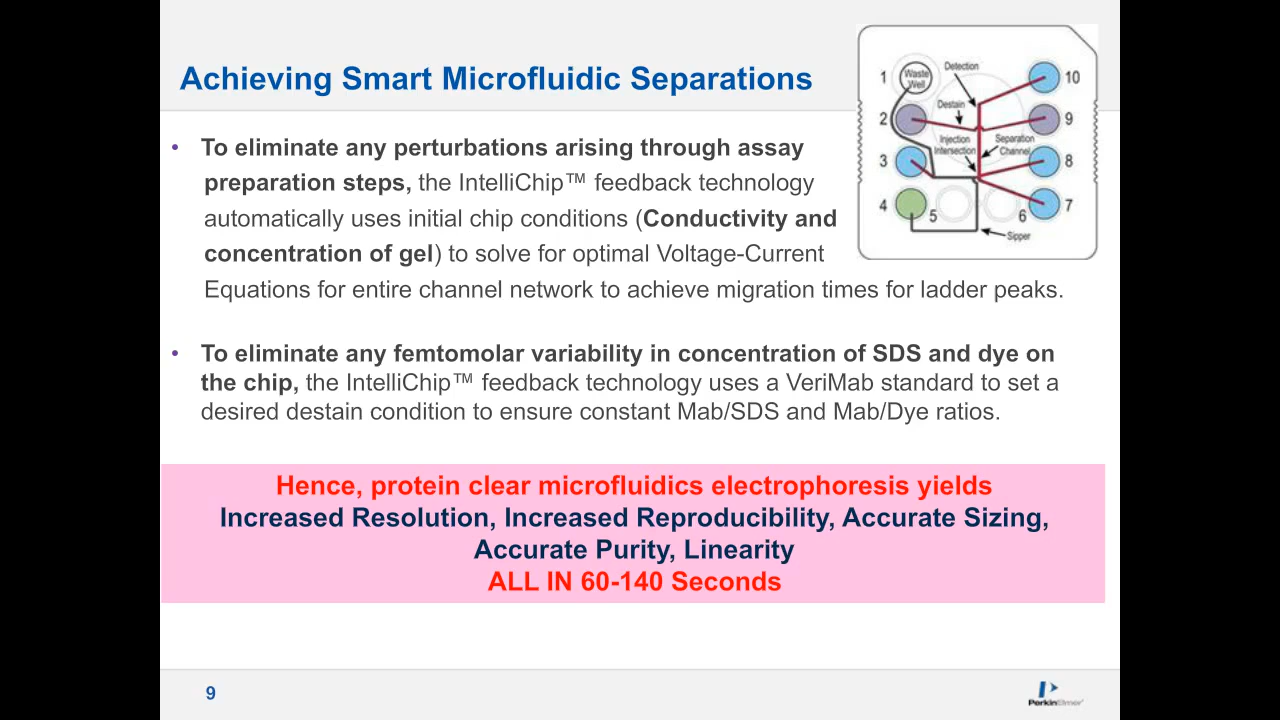 Achieving Smart Microfluidic Separations
• To eliminate any perturbations arising through assay
preparation steps, the IntelliChip™ feedback technology
automatically uses initial chip conditions (Conductivity and
concentration of gel) to solve for optimal Voltage-Current
Equations for entire channel network to achieve migration times for ladder peaks.
• To eliminate any femtomolar variability in concentration of SDS and dye on
the chip, the IntelliChip™ feedback technology uses a VeriMab standard to set a
desired destain condition to ensure constant Mab/SDS and Mab/Dye ratios.
Hence, protein clear microfluidics electrophoresis yields
Increased Resolution, Increased Reproducibility, Accurate Sizing,
Accurate Purity, Linearity
ALL IN 60-140 Seconds
1
Waste
Well
Detection
10
2
Destain
9
Injection
Intersection
Separation
Channel
3
8
4
5
6
7
Sipper
9
PerkinElmer